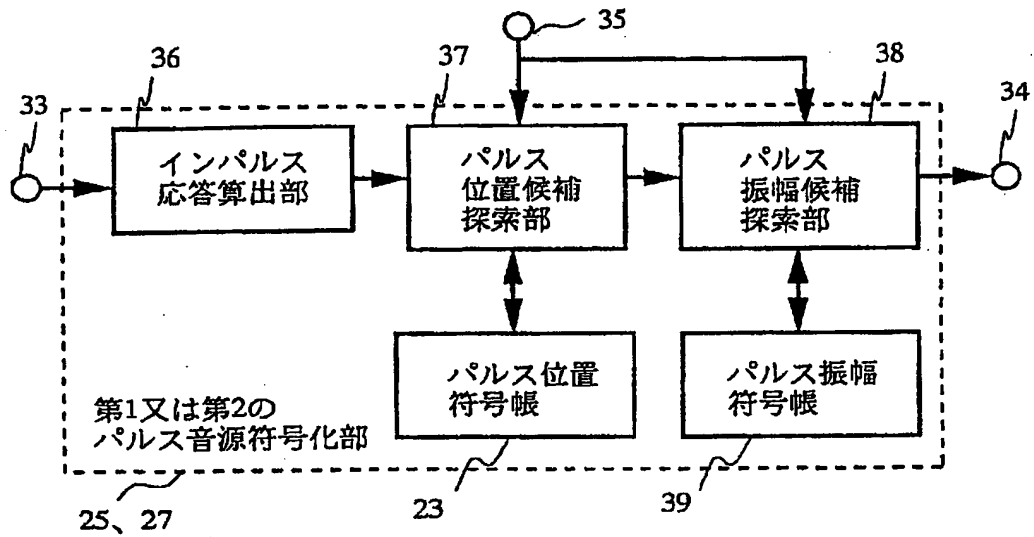 35
36
37
38
33
34
インパルス
応答算出部
パルス
位置候補
探索部
パルス
振幅候補
探索部
パルス位置
符号帳
パルス振幅
符号帳
第1又は第2の
パルス音源符号化部
25、27
23
39